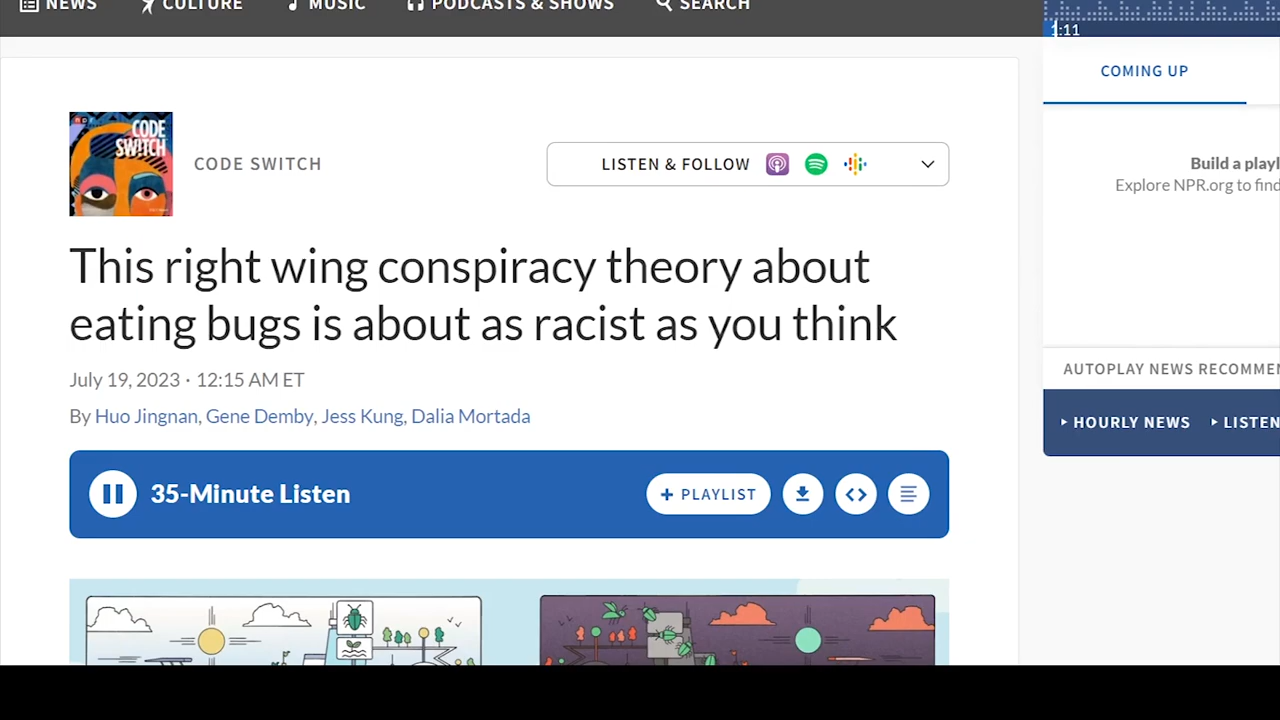 NEWS
CULTURE
MUSIC
PODCASTS & SHOWS
SEARCH
1:11
COMING UP
npr
CODE
SWITCH
CODE SWITCH
LISTEN & FOLLOW
Build a playl
Explore NPR.org to find
This right wing conspiracy theory about
eating bugs is about as racist as you think
July 19, 2023 · 12:15 AM ET
By Huo Jingnan, Gene Demby, Jess Kung, Dalia Mortada
AUTOPLAY NEWS RECOMMEN
HOURLY NEWS
LISTEN
35-Minute Listen
+ PLAYLIST